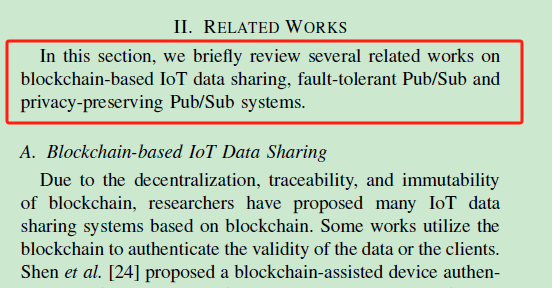 II. RELATED WORKS
In this section, we briefly review several related works on
blockchain-based IoT data sharing, fault-tolerant Pub/Sub and
privacy-preserving Pub/Sub systems.
A. Blockchain-based IoT Data Sharing
Due to the decentralization, traceability, and immutability
of blockchain, researchers have proposed many IoT data
sharing systems based on blockchain. Some works utilize the
blockchain to authenticate the validity of the data or the clients.
Shen et al. [24] proposed a blockchain-assisted device authen-